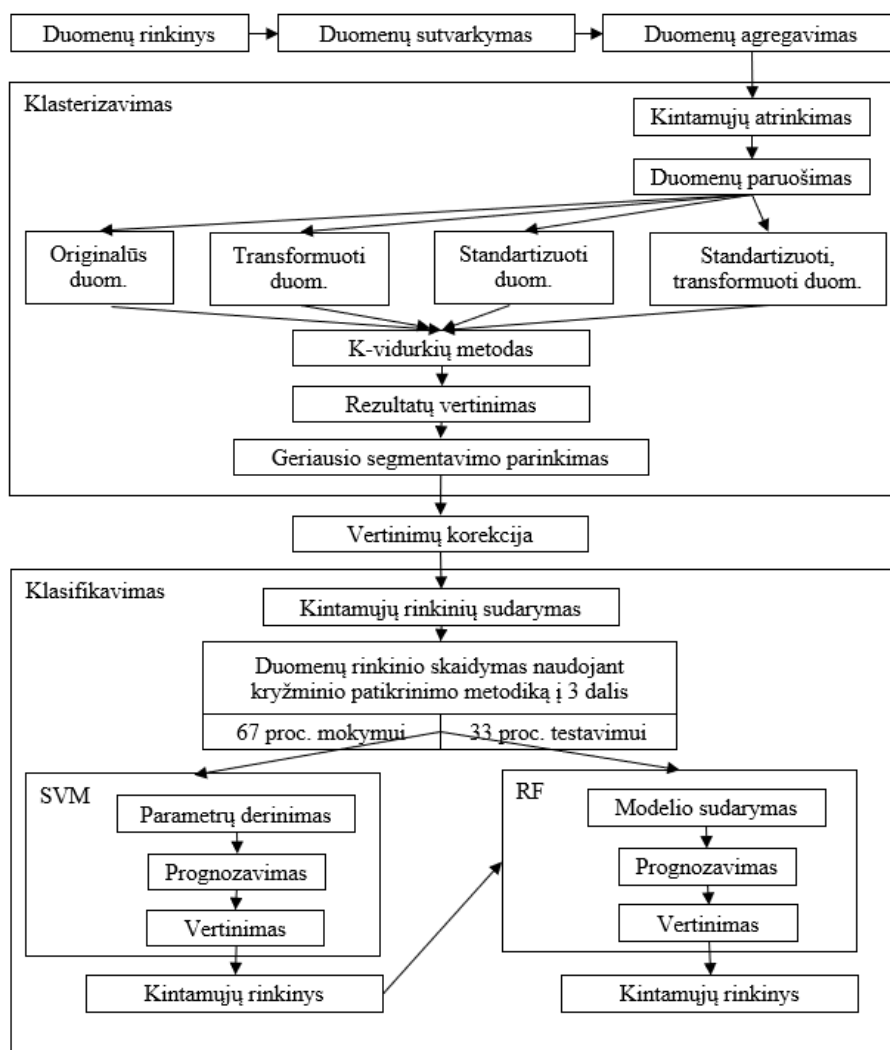 Duomenų rinkinys
Duomenų sutvarkymas
Duomenų agregavimas
Klasterizavimas
Kintamųjų atrinkimas
Duomenų paruošimas
Originalūs
duom.
Transformuoti
duom.
Standartizuoti
duom.
Standartizuoti,
transformuoti duom.
K-vidurkių metodas
Rezultatų vertinimas
Geriausio segmentavimo parinkimas
Vertinimų korekcija
Klasifikavimas
Kintamųjų rinkinių sudarymas
Duomenų rinkinio skaidymas naudojant
kryžminio patikrinimo metodiką į 3 dalis
67 proc. mokymui
33 proc. testavimui
SVM
Parametrų derinimas
Prognozavimas
Vertinimas
Kintamųjų rinkinys
RF
Modelio sudarymas
Prognozavimas
Vertinimas
Kintamųjų rinkinys